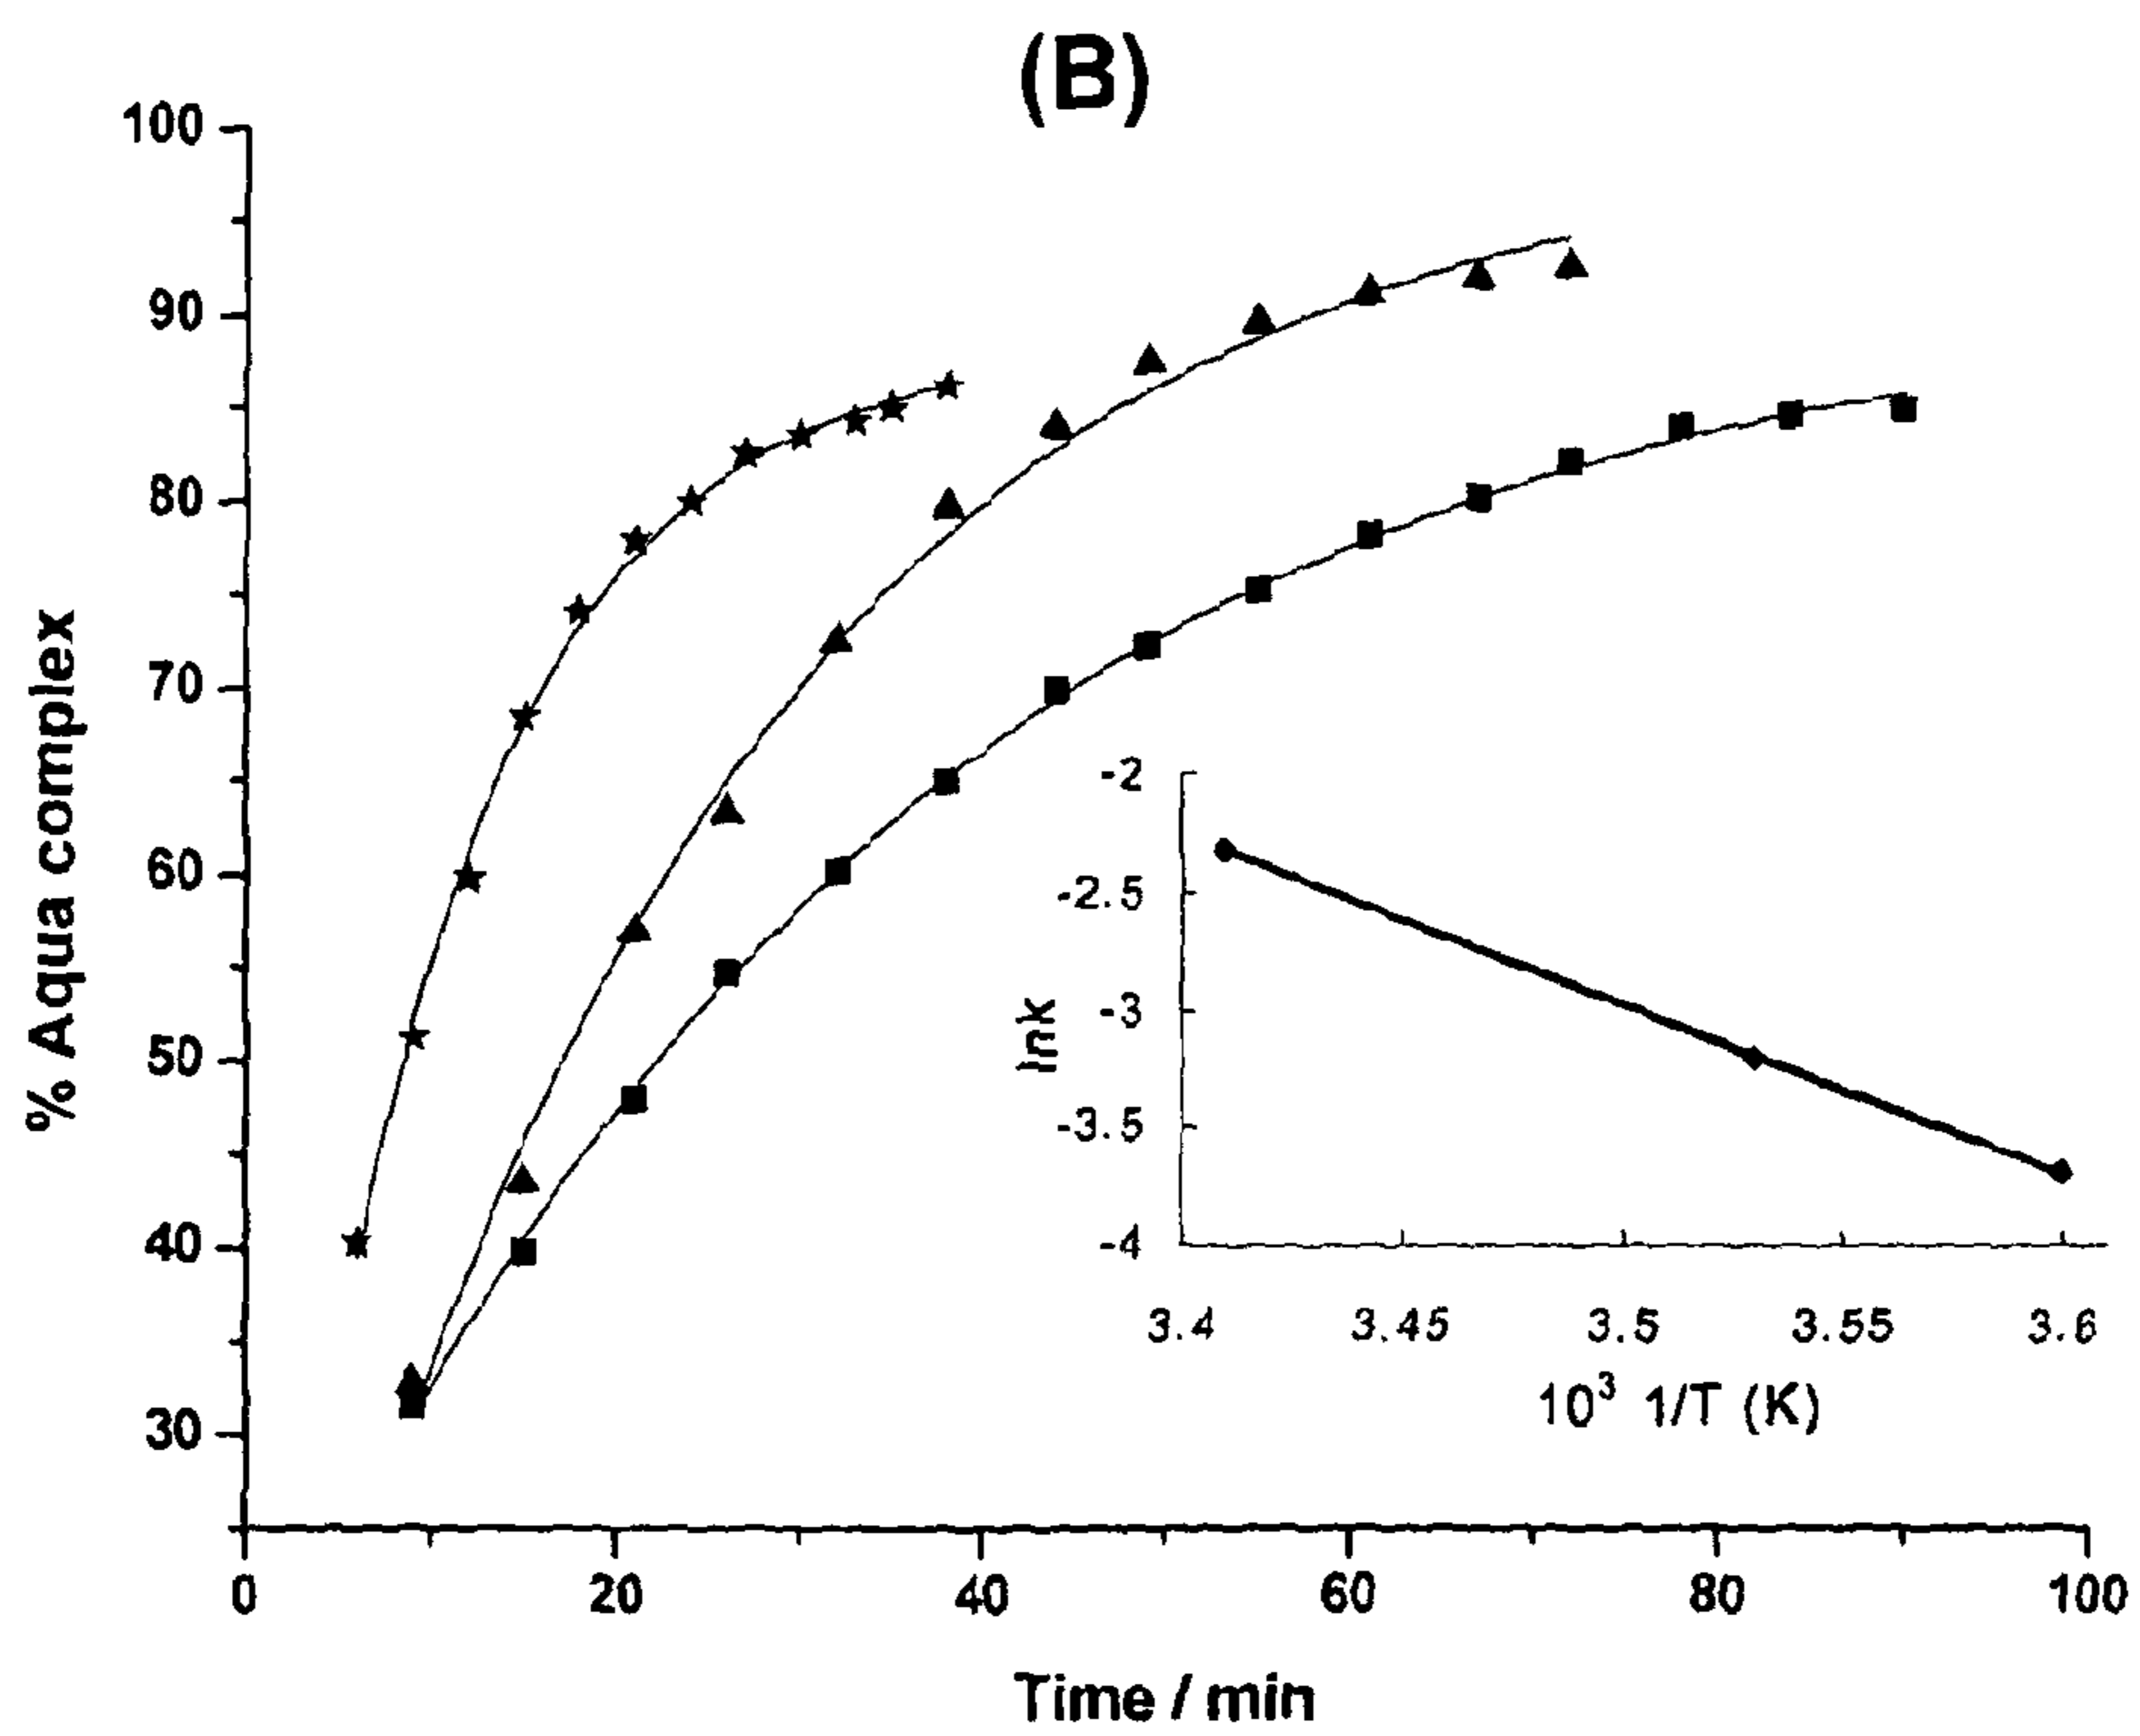 (B)
100
90
80
70
60
50
40
30
% Aqua complex
0 20 40 60 80 100
Time / min
-2
-2.5
-3
-3.5
-4
lnk
3.4 3.45 3.5 3.55 3.6
10³ 1/T (K)